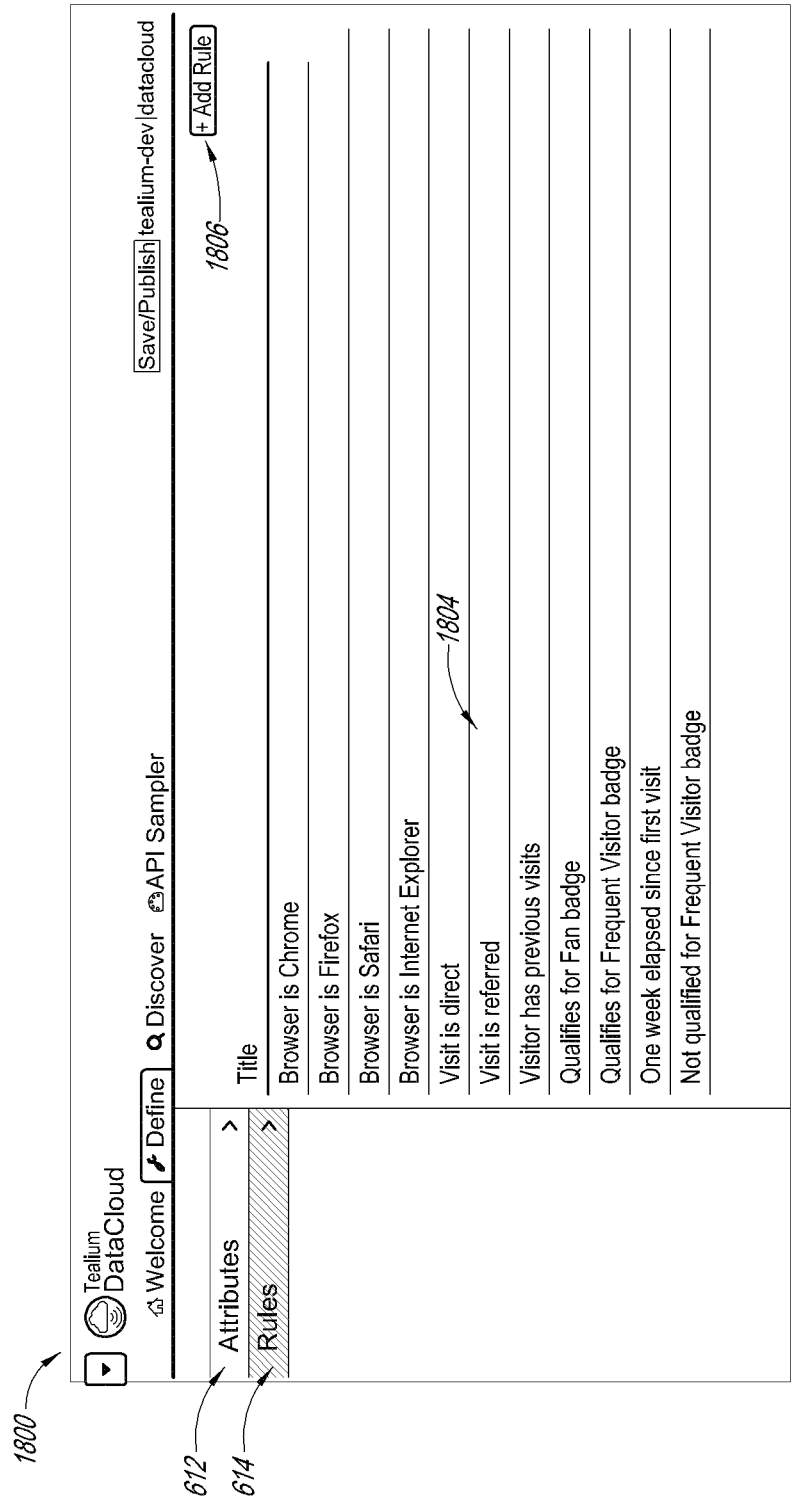 1800
Tealium
DataCloud
Welcome Define Discover API Sampler
Save/Publish tealium-dev|datacloud
612
Attributes >
614
Rules >
+ Add Rule
1806
Title
Browser is Chrome
Browser is Firefox
Browser is Safari
Browser is Internet Explorer
Visit is direct
1804
Visit is referred
Visitor has previous visits
Qualifies for Fan badge
Qualifies for Frequent Visitor badge
One week elapsed since first visit
Not qualified for Frequent Visitor badge